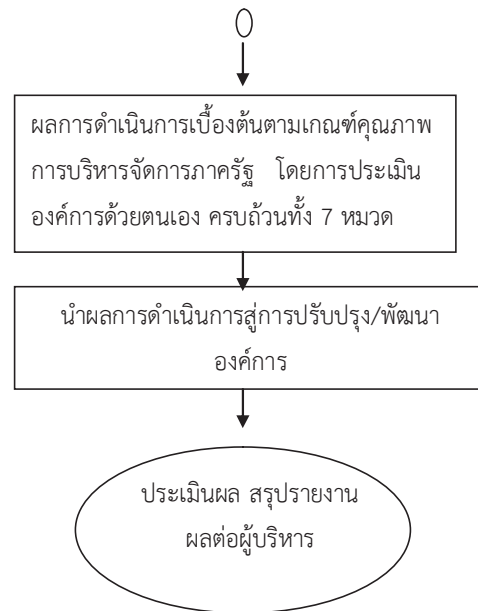 ผลการดำเนินการเบื้องต้นตามเกณฑ์คุณภาพ
การบริหารจัดการภาครัฐ โดยการประเมิน
องค์การด้วยตนเอง ครบถ้วนทั้ง 7 หมวด
นำผลการดำเนินการสู่การปรับปรุง/พัฒนา
องค์การ
ประเมินผล สรุปรายงาน
ผลต่อผู้บริหาร